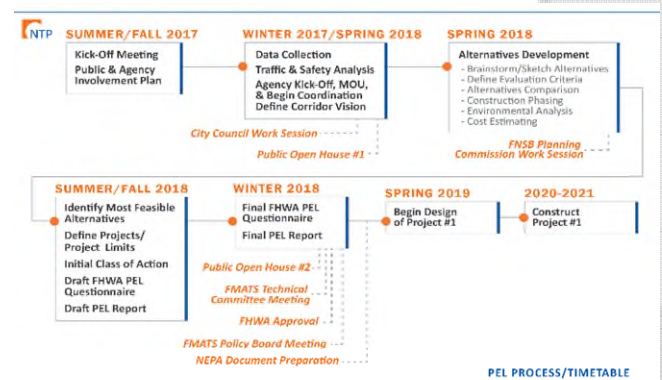 NTP
SUMMER/FALL 2017
Kick-Off Meeting
Public & Agency
Involvement Plan
WINTER 2017/SPRING 2018
Data Collection
Traffic & Safety Analysis
Agency Kick-Off, MOU,
& Begin Coordination
Define Corridor Vision
City Council Work Session
Public Open House #1
SPRING 2018
Alternatives Development
- Brainstorm/Sketch Alternatives
- Define Evaluation Criteria
- Alternatives Comparison
- Construction Phasing
- Environmental Analysis
- Cost Estimating
FNSB Planning
Commission Work Session
SUMMER/FALL 2018
Identify Most Feasible
Alternatives
Define Projects/
Project Limits
Initial Class of Action
Draft FHWA PEL
Questionnaire
Draft PEL Report
WINTER 2018
Final FHWA PEL
Questionnaire
Final PEL Report
Public Open House #2
FMATS Technical
Committee Meeting
FHWA Approval
FMATS Policy Board Meeting
NEPA Document Preparation
SPRING 2019
Begin Design
of Project #1
2020-2021
Construct
Project #1
PEL PROCESS/TIMETABLE